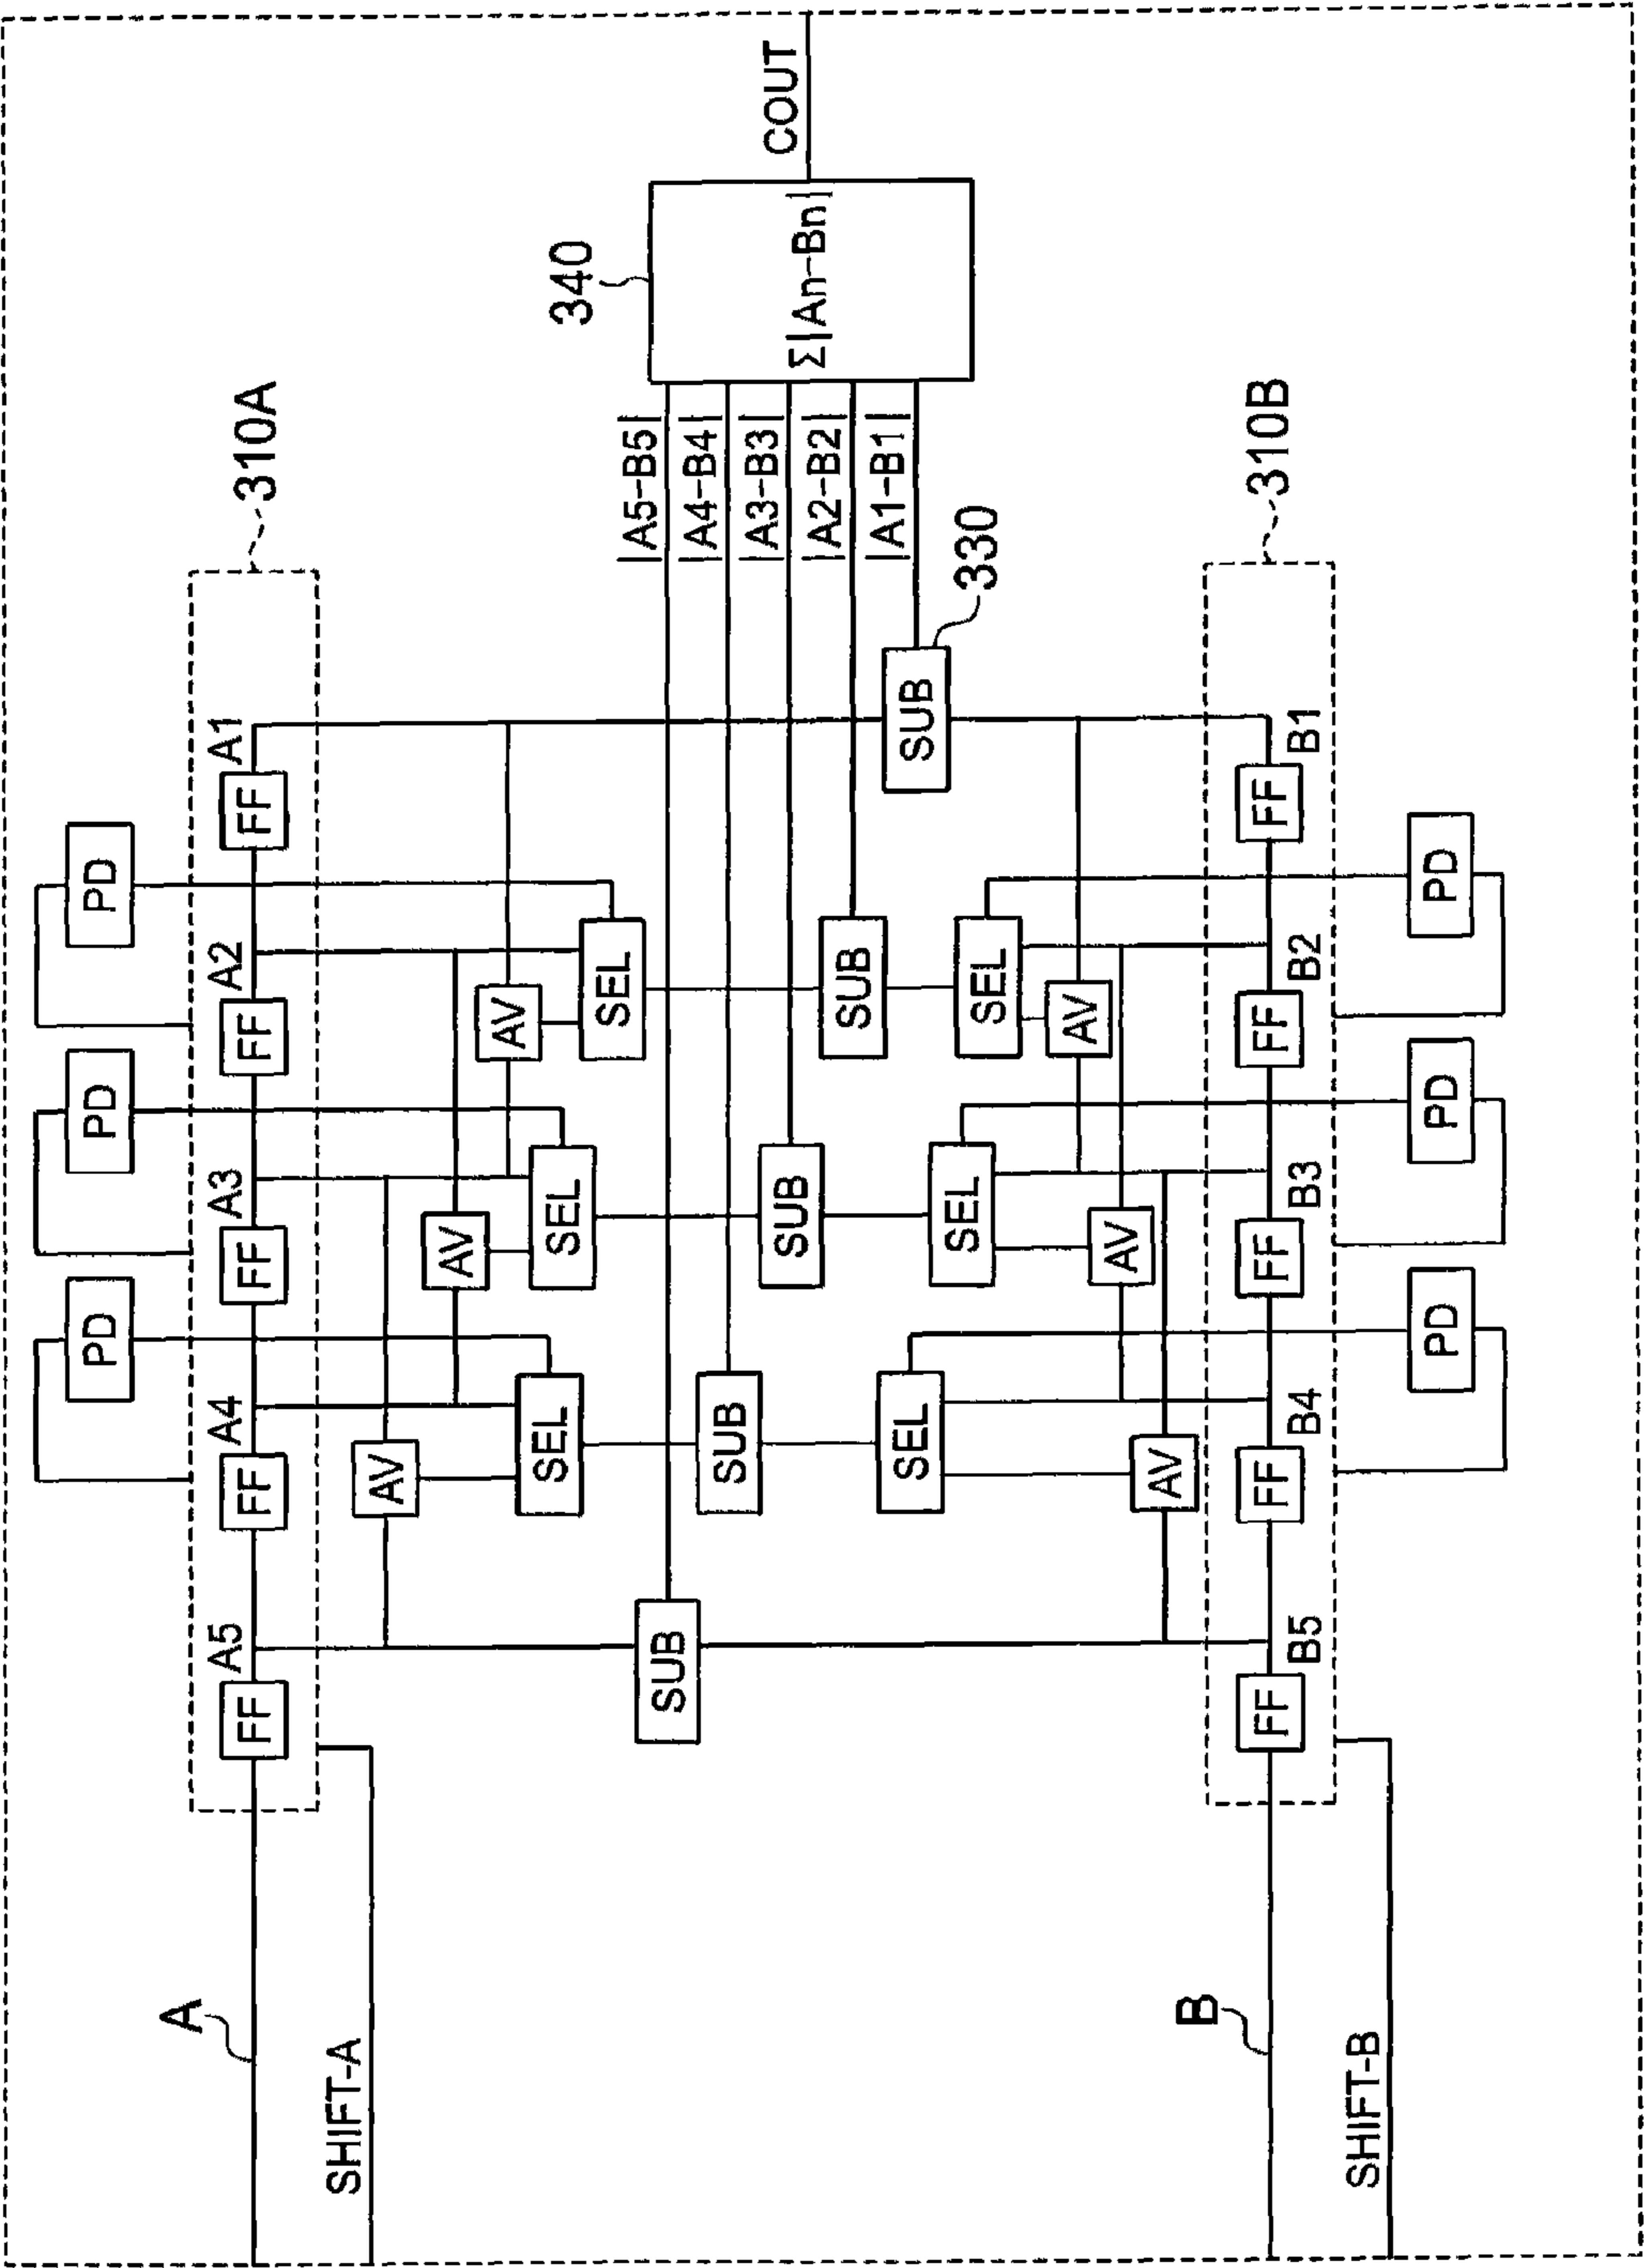 310A
PD
PD
PD
A5
A4
A3
A2
A1
FF
FF
FF
FF
FF
A
SHIFT-A
AV
AV
AV
SEL
SEL
SEL
340
COUT
Σ|An-Bn|
|A5-B5|
|A4-B4|
|A3-B3|
|A2-B2|
|A1-B1|
SUB
SUB
SUB
SUB
SUB
330
SEL
SEL
SEL
AV
AV
AV
310B
B
FF
FF
FF
FF
FF
B5
B4
B3
B2
B1
SHIFT-B
PD
PD
PD